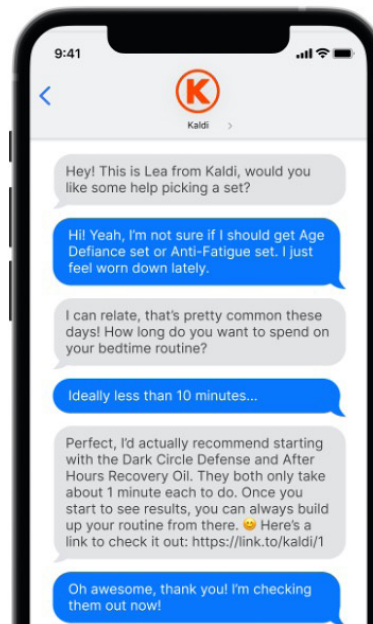 9:41
K
Kaldi >
Hey! This is Lea from Kaldi, would you
like some help picking a set?
Hi! Yeah, I'm not sure if I should get Age
Defiance set or Anti-Fatigue set. I just
feel worn down lately.
I can relate, that's pretty common these
days! How long do you want to spend on
your bedtime routine?
Ideally less than 10 minutes...
Perfect, I'd actually recommend starting
with the Dark Circle Defense and After
Hours Recovery Oil. They both only take
about 1 minute each to do. Once you
start to see results, you can always build
up your routine from there. 😀 Here's a
link to check it out: https://link.to/kaldi/1
Oh awesome, thank you! I'm checking
them out now!